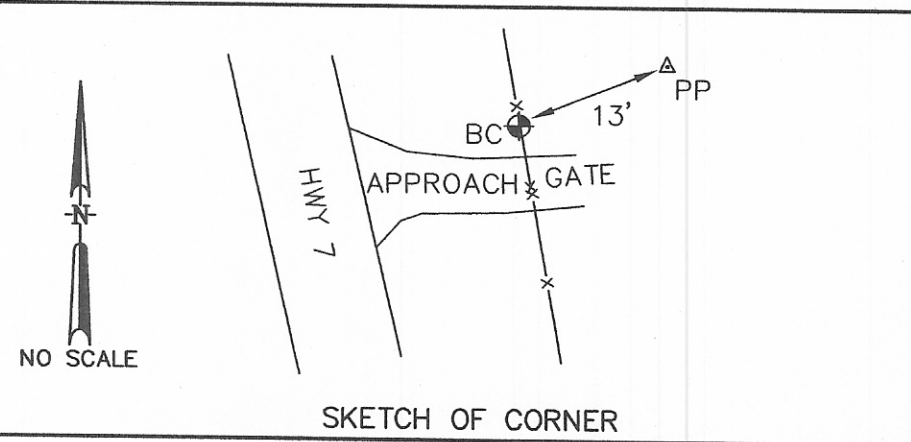 PP
13'
BC
APPROACH GATE
HWY 7
N
NO SCALE
SKETCH OF CORNER